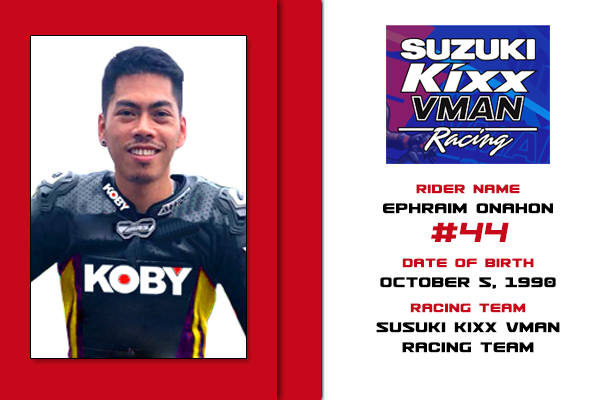 SUZUKI
Kixx
VMAN
Racing
RIDER NAME
EPHRAIM ONAHON
#44
DATE OF BIRTH
OCTOBER 5, 1990
RACING TEAM
SUSUKI KIXX VMAN
RACING TEAM
KOBY
KOBY